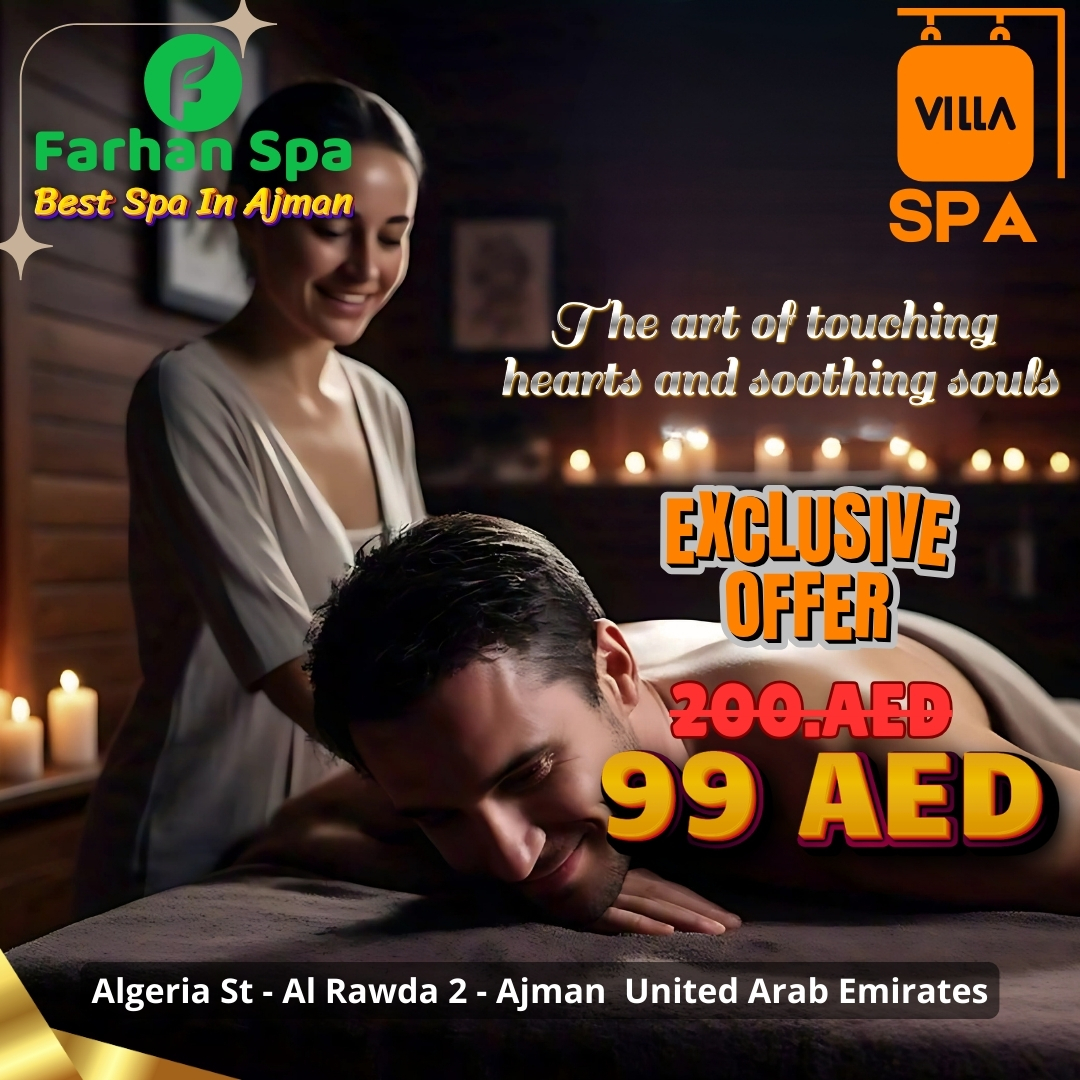 Farhan Spa
Best Spa In Ajman
VILLA
SPA
The art of touching
hearts and soothing souls
EXCLUSIVE
OFFER
200.AED
99 AED
Algeria St - Al Rawda 2 - Ajman United Arab Emirates